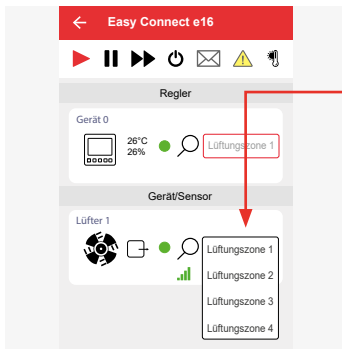 Easy Connect e16
Regler
Gerät 0
26°C
26%
Lüftungszone 1
Gerät/Sensor
Lüfter 1
Lüftungszone 1
Lüftungszone 2
Lüftungszone 3
Lüftungszone 4